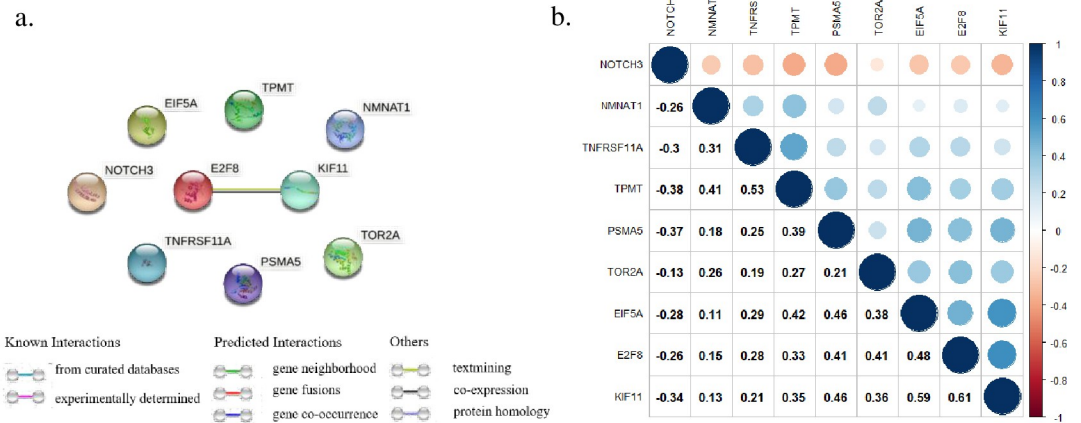 a.
TPMT
EIF5A
NMNAT1
NOTCH3
E2F8
KIF11
TNFRSF11A
PSMA5
TOR2A
Known Interactions
from curated databases
experimentally determined
Predicted Interactions
gene neighborhood
gene fusions
gene co-occurrence
Others
textmining
co-expression
protein homology
b.
NOTCH
NMNAT
TNFRS
TPMT
PSMA5
TOR2A
EIF5A
E2F8
KIF11
NOTCH3
NMNAT1 -0.26
TNFRSF11A -0.3 0.31
TPMT -0.38 0.41 0.53
PSMA5 -0.37 0.18 0.25 0.39
TOR2A -0.13 0.26 0.19 0.27 0.21
EIF5A -0.28 0.11 0.29 0.42 0.46 0.38
E2F8 -0.26 0.15 0.28 0.33 0.41 0.41 0.48
KIF11 -0.34 0.13 0.21 0.35 0.46 0.36 0.59 0.61
1
0.8
0.6
0.4
0.2
0
-0.2
-0.4
-0.6
-0.8
-1